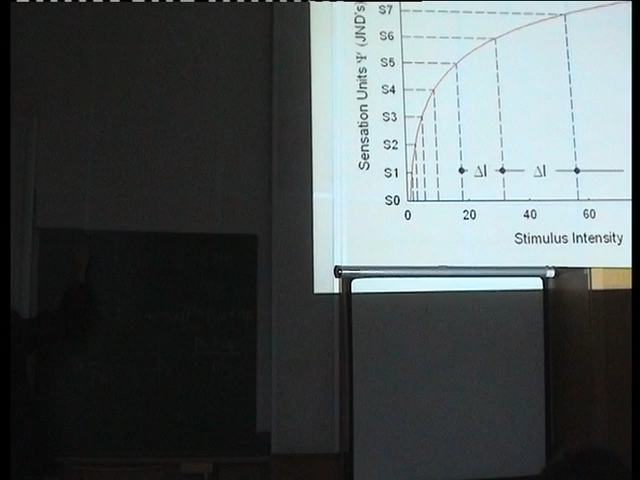 S7
S6
S5
S4
S3
S2
S1
S0
Sensation Units Ψ (JND's)
ΔI ΔI
0 20 40 60
Stimulus Intensity